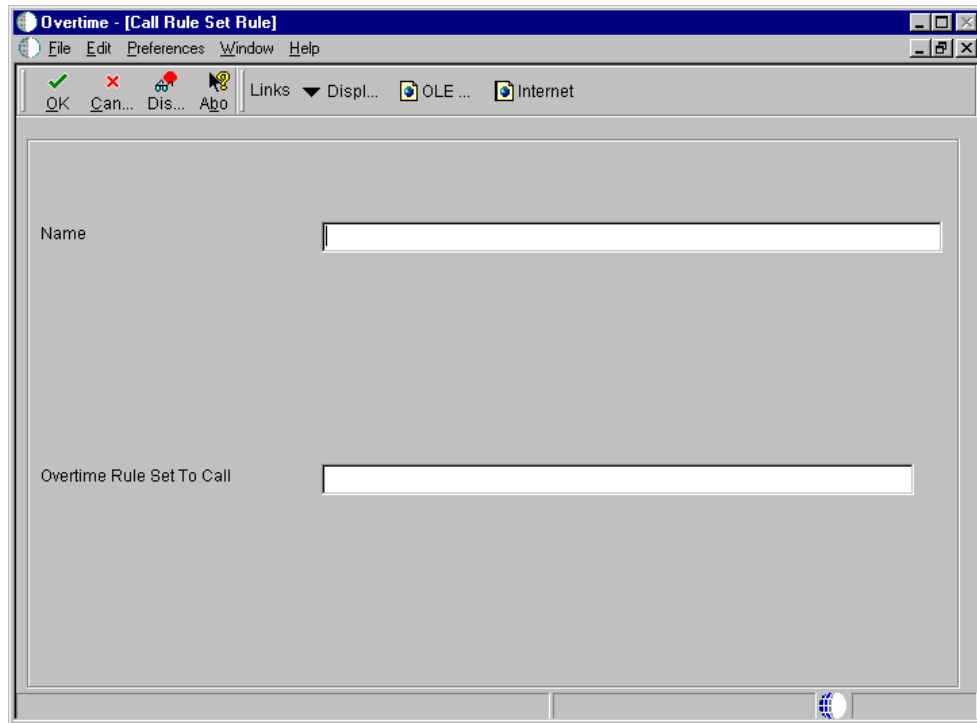 Overtime - [Call Rule Set Rule]
File Edit Preferences Window Help
OK Can... Dis... Abo Links Displ... OLE ... Internet
Name
Overtime Rule Set To Call